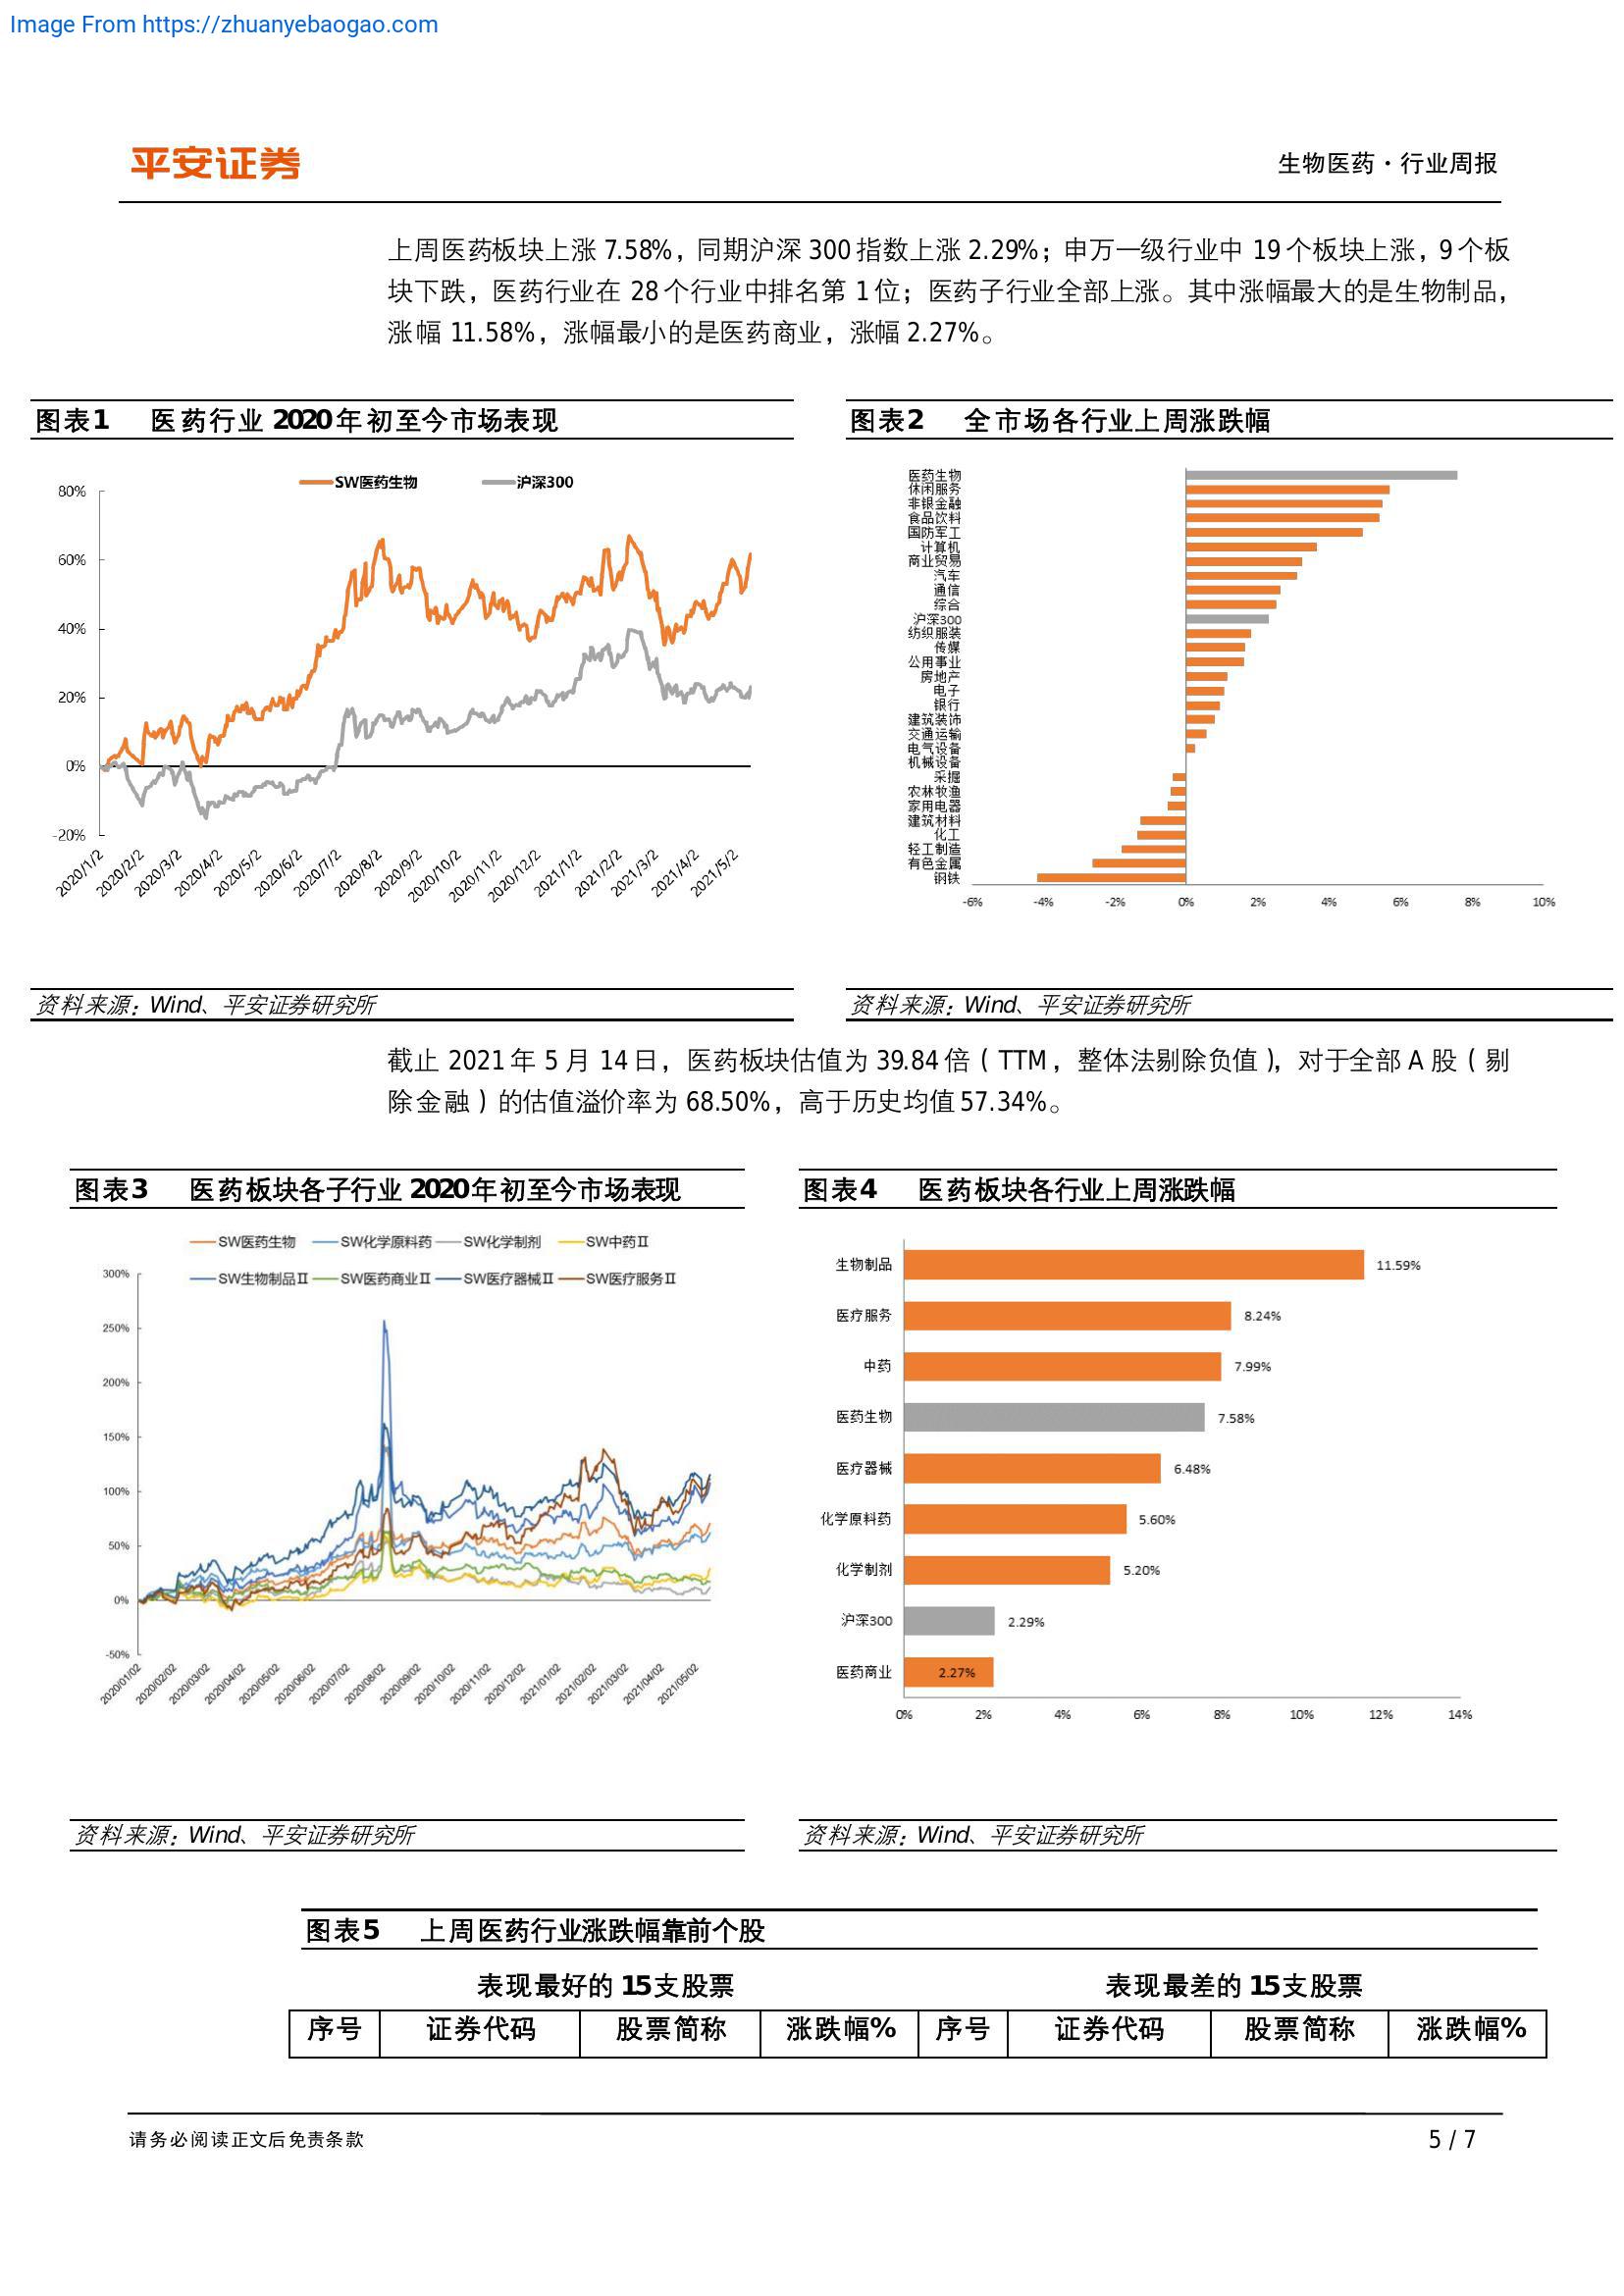 Image From https://zhuanyebaogao.com
平安证券
生物医药·行业周报
上周医药板块上涨 7.58%，同期沪深 300 指数上涨 2.29%；申万一级行业中 19 个板块上涨，9 个板
块下跌，医药行业在 28 个行业中排名第 1 位；医药子行业全部上涨。其中涨幅最大的是生物制品，
涨幅 11.58%，涨幅最小的是医药商业，涨幅 2.27%。
图表1 医药行业 2020 年初至今市场表现
SW医药生物 沪深300
80%
60%
40%
20%
0%
-20%
2020/1/2 2020/2/2 2020/3/2 2020/4/2 2020/5/2 2020/6/2 2020/7/2 2020/8/2 2020/9/2 2020/10/2 2020/11/2 2020/12/2 2021/1/2 2021/2/2 2021/3/2 2021/4/2 2021/5/2
资料来源：Wind、平安证券研究所
图表2 全市场各行业上周涨跌幅
医药生物
休闲服务
非银金融
食品饮料
国防军工
计算机
商业贸易
汽车
通信
综合
沪深300
纺织服装
传媒
公用事业
房地产
电子
银行
建筑装饰
交通运输
电气设备
机械设备
采掘
农林牧渔
家用电器
建筑材料
化工
轻工制造
有色金属
钢铁
-6% -4% -2% 0% 2% 4% 6% 8% 10%
资料来源：Wind、平安证券研究所
截止 2021 年 5 月 14 日，医药板块估值为 39.84 倍（TTM，整体法剔除负值），对于全部 A 股（剔
除金融）的估值溢价率为 68.50%，高于历史均值 57.34%。
图表3 医药板块各子行业 2020 年初至今市场表现
SW医药生物 SW化学原料药 SW化学制剂 SW中药Ⅱ
SW生物制品Ⅱ SW医药商业Ⅱ SW医疗器械Ⅱ SW医疗服务Ⅱ
300%
250%
200%
150%
100%
50%
0%
-50%
2020/01/02 2020/02/02 2020/03/02 2020/04/02 2020/05/02 2020/06/02 2020/07/02 2020/08/02 2020/09/02 2020/10/02 2020/11/02 2020/12/02 2021/01/02 2021/02/02 2021/03/02 2021/04/02 2021/05/02
资料来源：Wind、平安证券研究所
图表4 医药板块各行业上周涨跌幅
生物制品 11.59%
医疗服务 8.24%
中药 7.99%
医药生物 7.58%
医疗器械 6.48%
化学原料药 5.60%
化学制剂 5.20%
沪深300 2.29%
医药商业 2.27%
0% 2% 4% 6% 8% 10% 12% 14%
资料来源：Wind、平安证券研究所
图表5 上周医药行业涨跌幅靠前个股
表现最好的 15 支股票 表现最差的 15 支股票
序号 证券代码 股票简称 涨跌幅% 序号 证券代码 股票简称 涨跌幅%
请务必阅读正文后免责条款
5 / 7